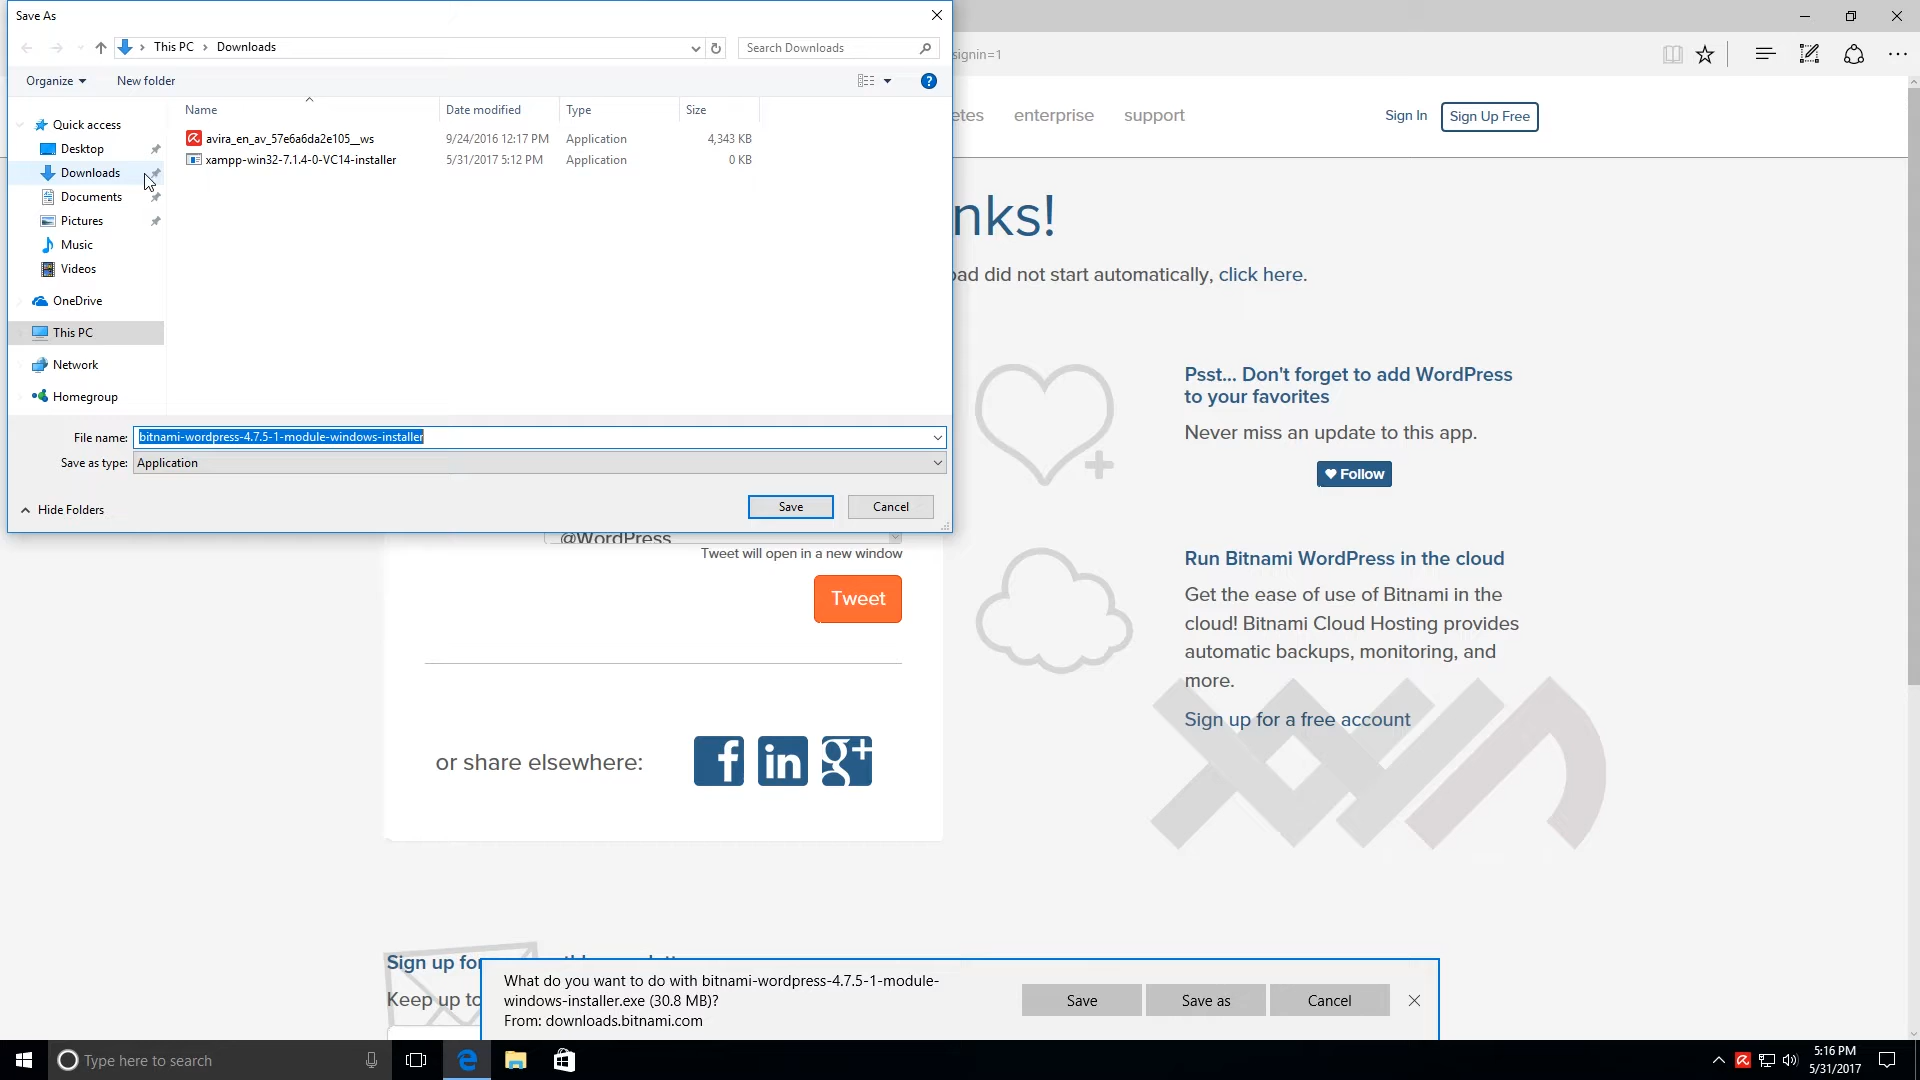 Save As
This PC > Downloads
Search Downloads
signin=1
Organize
New folder
Name
Date modified
Type
Size
Quick access
Desktop
Downloads
Documents
Pictures
Music
Videos
OneDrive
This PC
Network
Homegroup
avira_en_av_57e6a6da2e105__ws 9/24/2016 12:17 PM Application 4,343 KB
xampp-win32-7.1.4-0-VC14-installer 5/31/2017 5:12 PM Application 0 KB
File name: bitnami-wordpress-4.7.5-1-module-windows-installer
Save as type: Application
Hide Folders
Save
Cancel
etes
enterprise
support
Sign In
Sign Up Free
nks!
oad did not start automatically, click here.
Psst... Don't forget to add WordPress
to your favorites
Never miss an update to this app.
Follow
@WordPress
Tweet will open in a new window
Tweet
Run Bitnami WordPress in the cloud
Get the ease of use of Bitnami in the
cloud! Bitnami Cloud Hosting provides
automatic backups, monitoring, and
more.
Sign up for a free account
or share elsewhere:
f
in
g+
Sign up for
Keep up to
What do you want to do with bitnami-wordpress-4.7.5-1-module-
windows-installer.exe (30.8 MB)?
From: downloads.bitnami.com
Save
Save as
Cancel
Type here to search
5:16 PM
5/31/2017